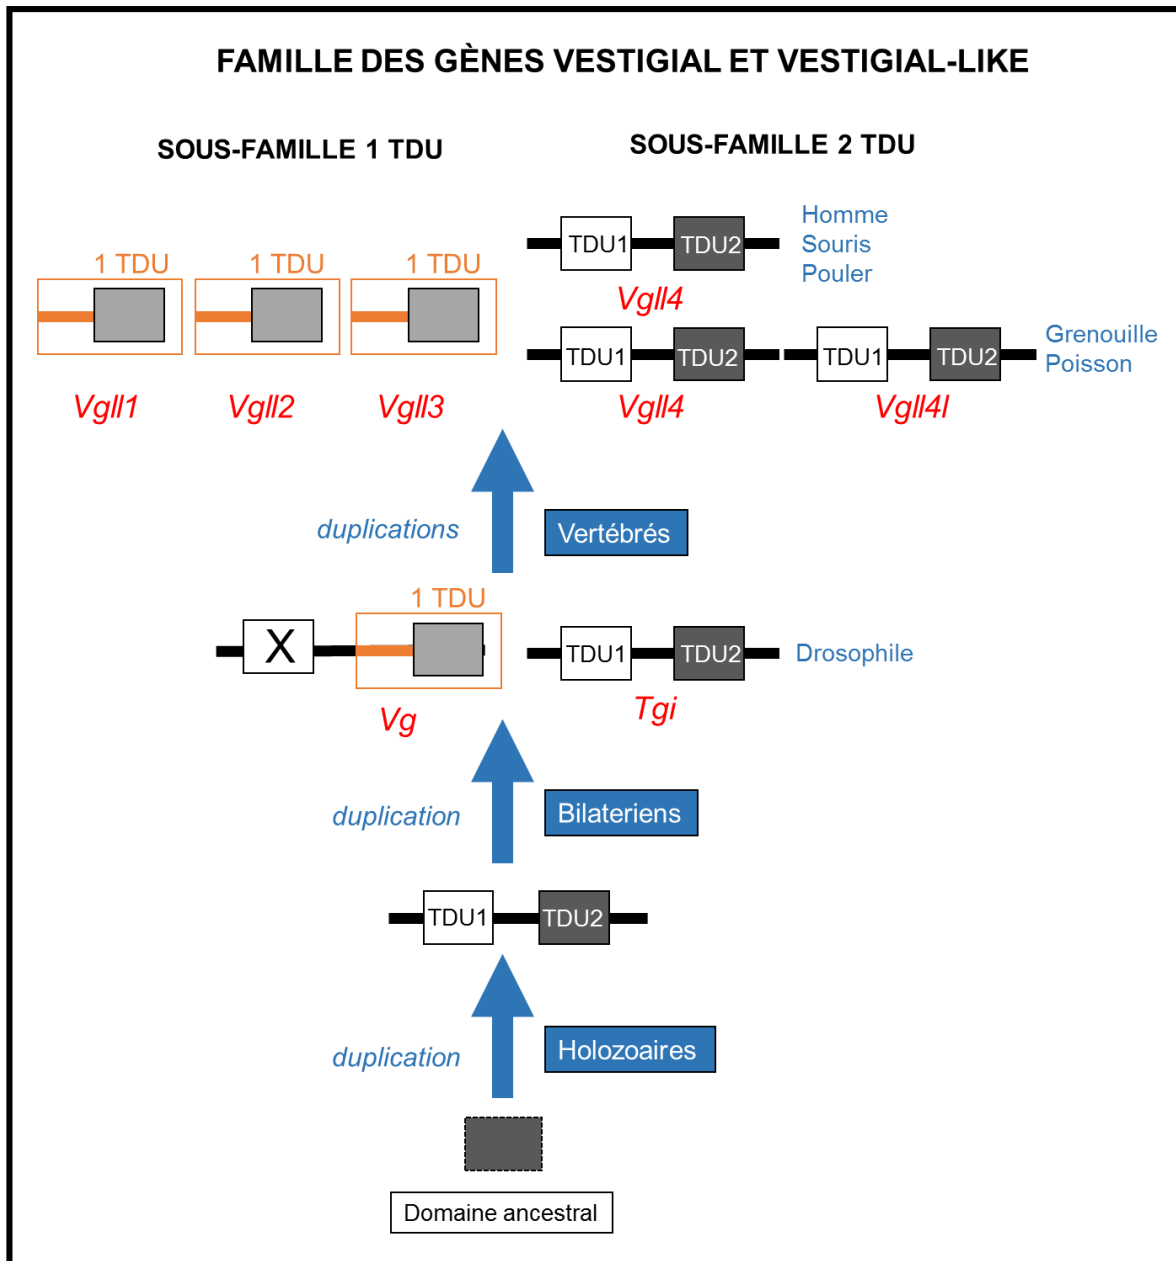 FAMILLE DES GÈNES VESTIGIAL ET VESTIGIAL-LIKE
SOUS-FAMILLE 1 TDU
SOUS-FAMILLE 2 TDU
TDU1
TDU2
Homme
Souris
Pouler
Vgll4
1 TDU
1 TDU
1 TDU
Vgll1
Vgll2
Vgll3
TDU1
TDU2
TDU1
TDU2
Grenouille
Poisson
Vgll4
Vgll4l
duplications
Vertébrés
X
1 TDU
Vg
TDU1
TDU2
Drosophile
Tgi
duplication
Bilateriens
TDU1
TDU2
duplication
Holozoaires
Domaine ancestral